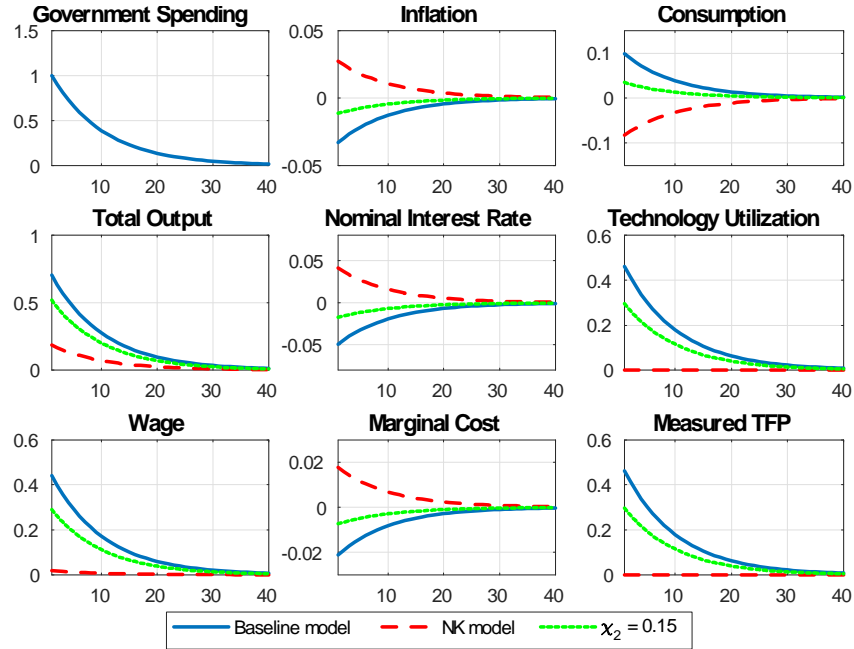 Government Spending
Inflation
Consumption
1.5
1
0.5
0
10 20 30 40
0.05
0
-0.05
10 20 30 40
0.1
0
-0.1
10 20 30 40
Total Output
Nominal Interest Rate
Technology Utilization
1
0.5
0
10 20 30 40
0.05
0
-0.05
10 20 30 40
0.6
0.4
0.2
0
10 20 30 40
Wage
Marginal Cost
Measured TFP
0.6
0.4
0.2
0
10 20 30 40
0.02
0
-0.02
10 20 30 40
0.6
0.4
0.2
0
10 20 30 40
Baseline model NK model χ₂ = 0.15